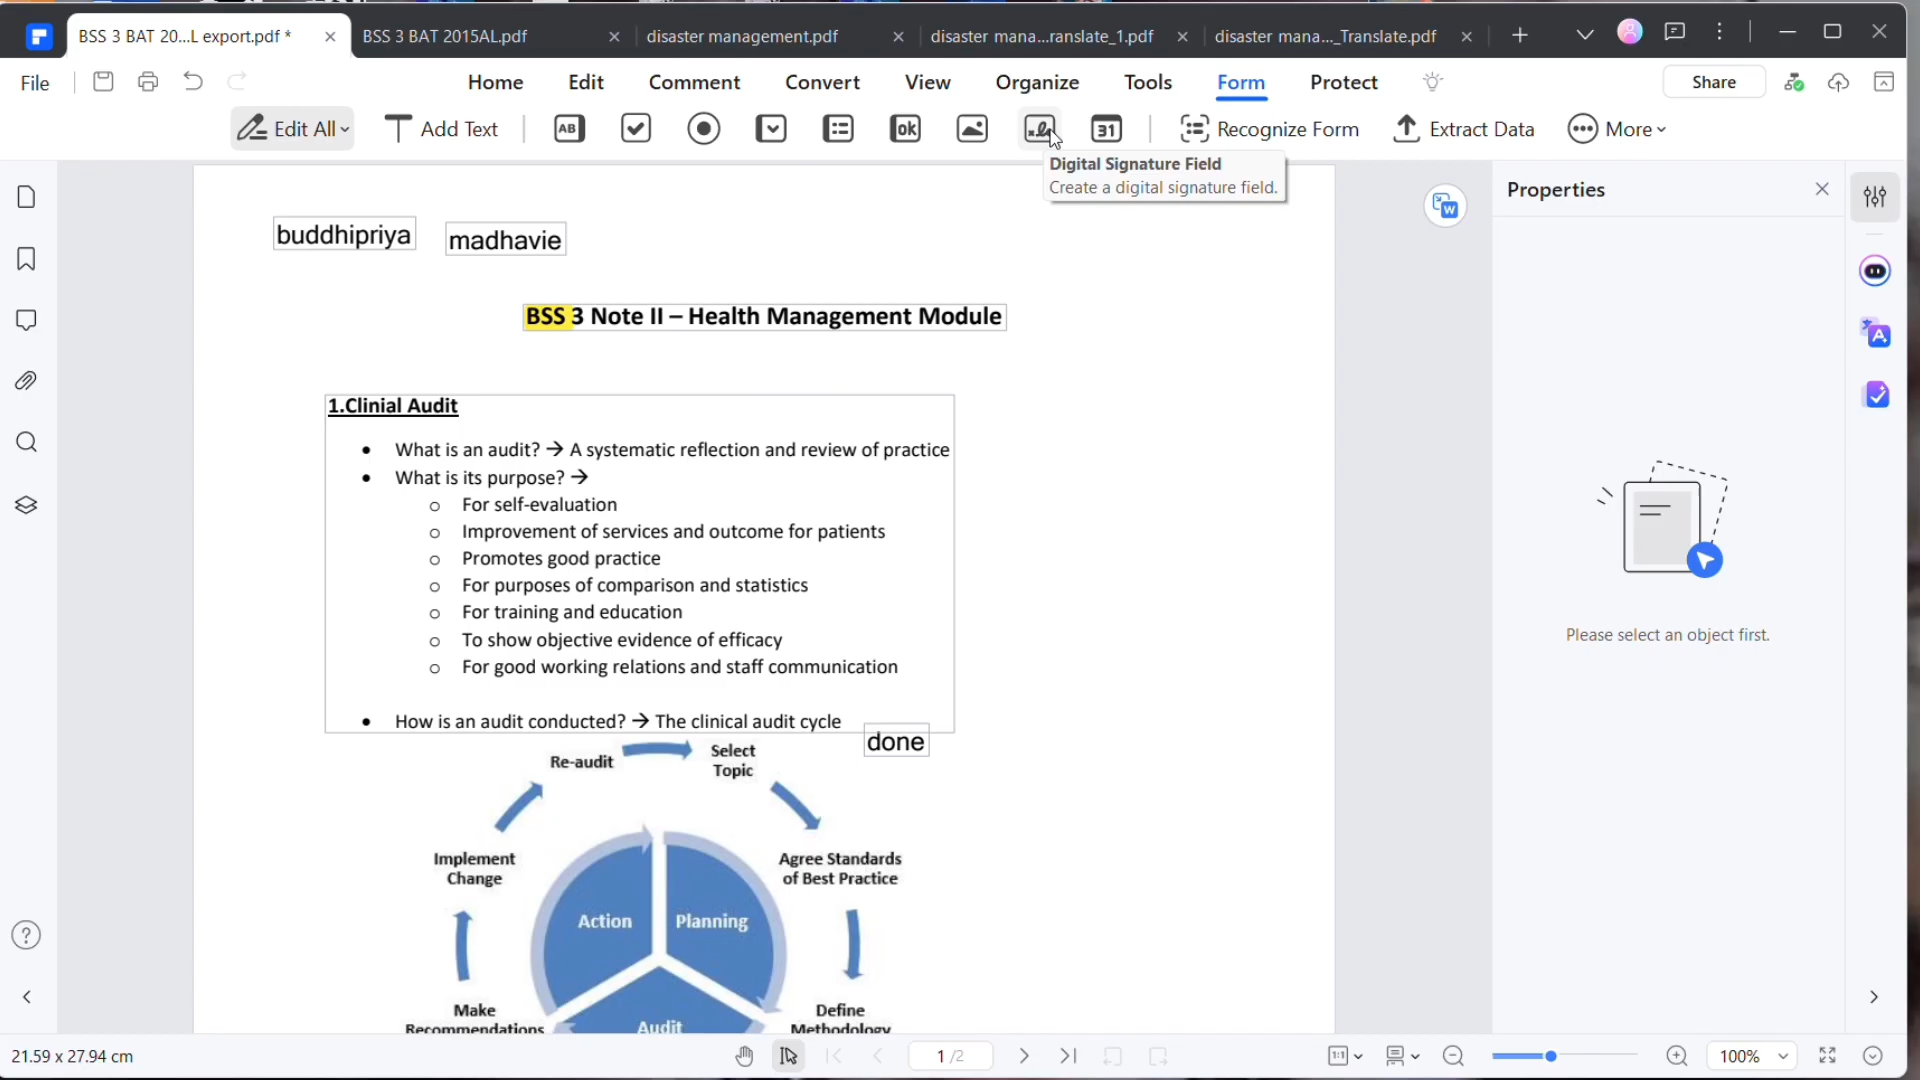 BSS 3 BAT 20...L export.pdf *
BSS 3 BAT 2015AL.pdf
disaster management.pdf
disaster mana...ranslate_1.pdf
disaster mana..._Translate.pdf
File
Home
Edit
Comment
Convert
View
Organize
Tools
Form
Protect
Share
Edit All
Add Text
AB
ok
31
Recognize Form
Extract Data
More
Digital Signature Field
Create a digital signature field.
Properties
buddhipriya
madhavie
BSS 3 Note II – Health Management Module
1.Clinial Audit
• What is an audit? → A systematic reflection and review of practice
• What is its purpose? →
o For self-evaluation
o Improvement of services and outcome for patients
o Promotes good practice
o For purposes of comparison and statistics
o For training and education
o To show objective evidence of efficacy
o For good working relations and staff communication
• How is an audit conducted? → The clinical audit cycle
done
Please select an object first.
Re-audit
Select
Topic
Implement
Change
Agree Standards
of Best Practice
Action
Planning
Make
Recommendations
Audit
Define
Methodology
21.59 x 27.94 cm
1 /2
1:1
100%